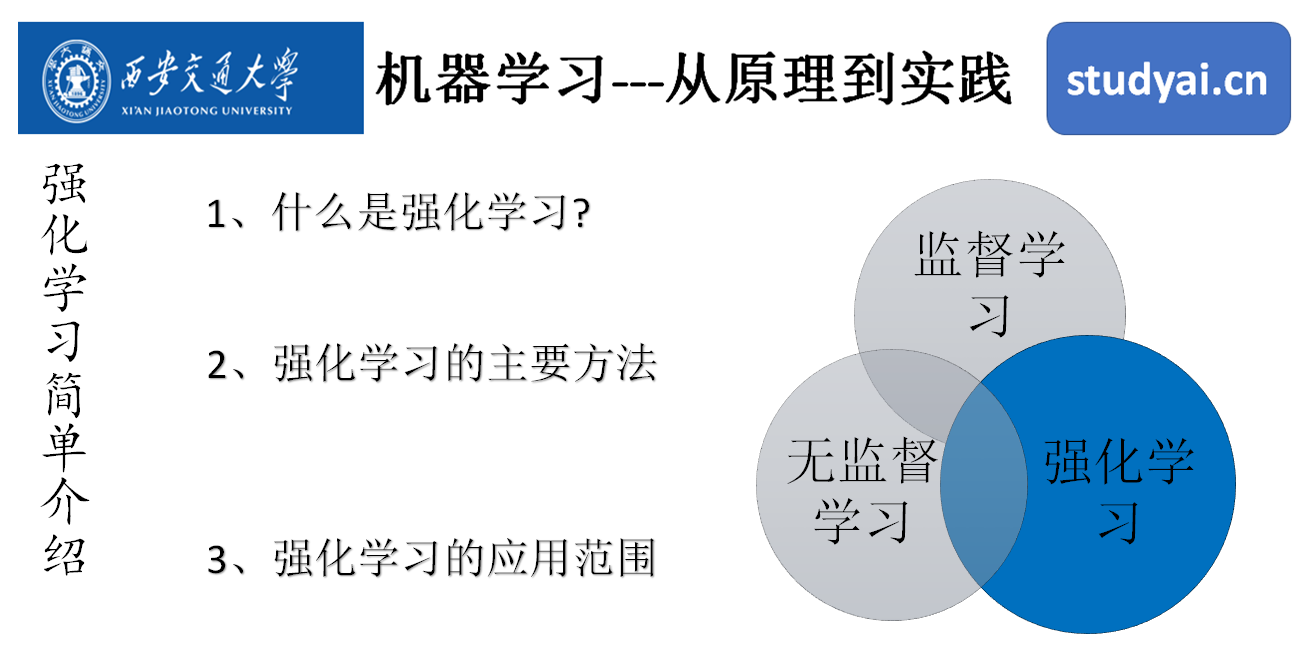 西安交通大学
XI'AN JIAOTONG UNIVERSITY
机器学习---从原理到实践
studyai.cn
强化学习简单介绍
1、什么是强化学习?
2、强化学习的主要方法
3、强化学习的应用范围
监督学
习
无监督
学习
强化学
习